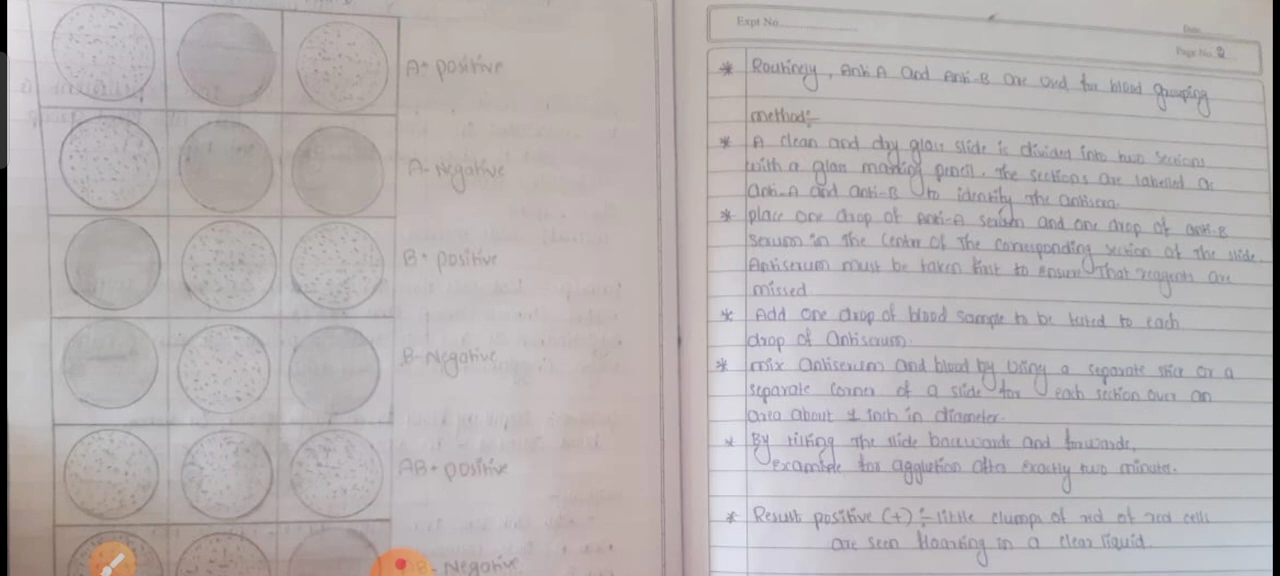 A+ positive
A- Negative
B+ positive
B- Negative
AB+ positive
AB- Negative
Expt No.
Date
Page No. 2
* Routinely, Anti A and Anti-B are used for blood grouping
method:-
* A clean and dry glass slide is divided into two sections
with a glass marking pencil. The sections are labelled as
anti-A and anti-B to identify the antisera.
* place one drop of Anti-A serum and one drop of anti-B
serum in the centre of the corresponding section of the slide.
Antiserum must be taken first to ensure that reagents are
missed.
* Add one drop of blood sample to be tested to each
drop of Antiserum.
* mix antiserum and blood by using a separate stick or a
separate corner of a slide for each section over an
area about 1 inch in diameter.
* By tilting the slide backwards and forwards,
for agglution after exactly two minutes.
* Result positive (+) :- little clumps of red of red cells
are seen in a clear liquid.